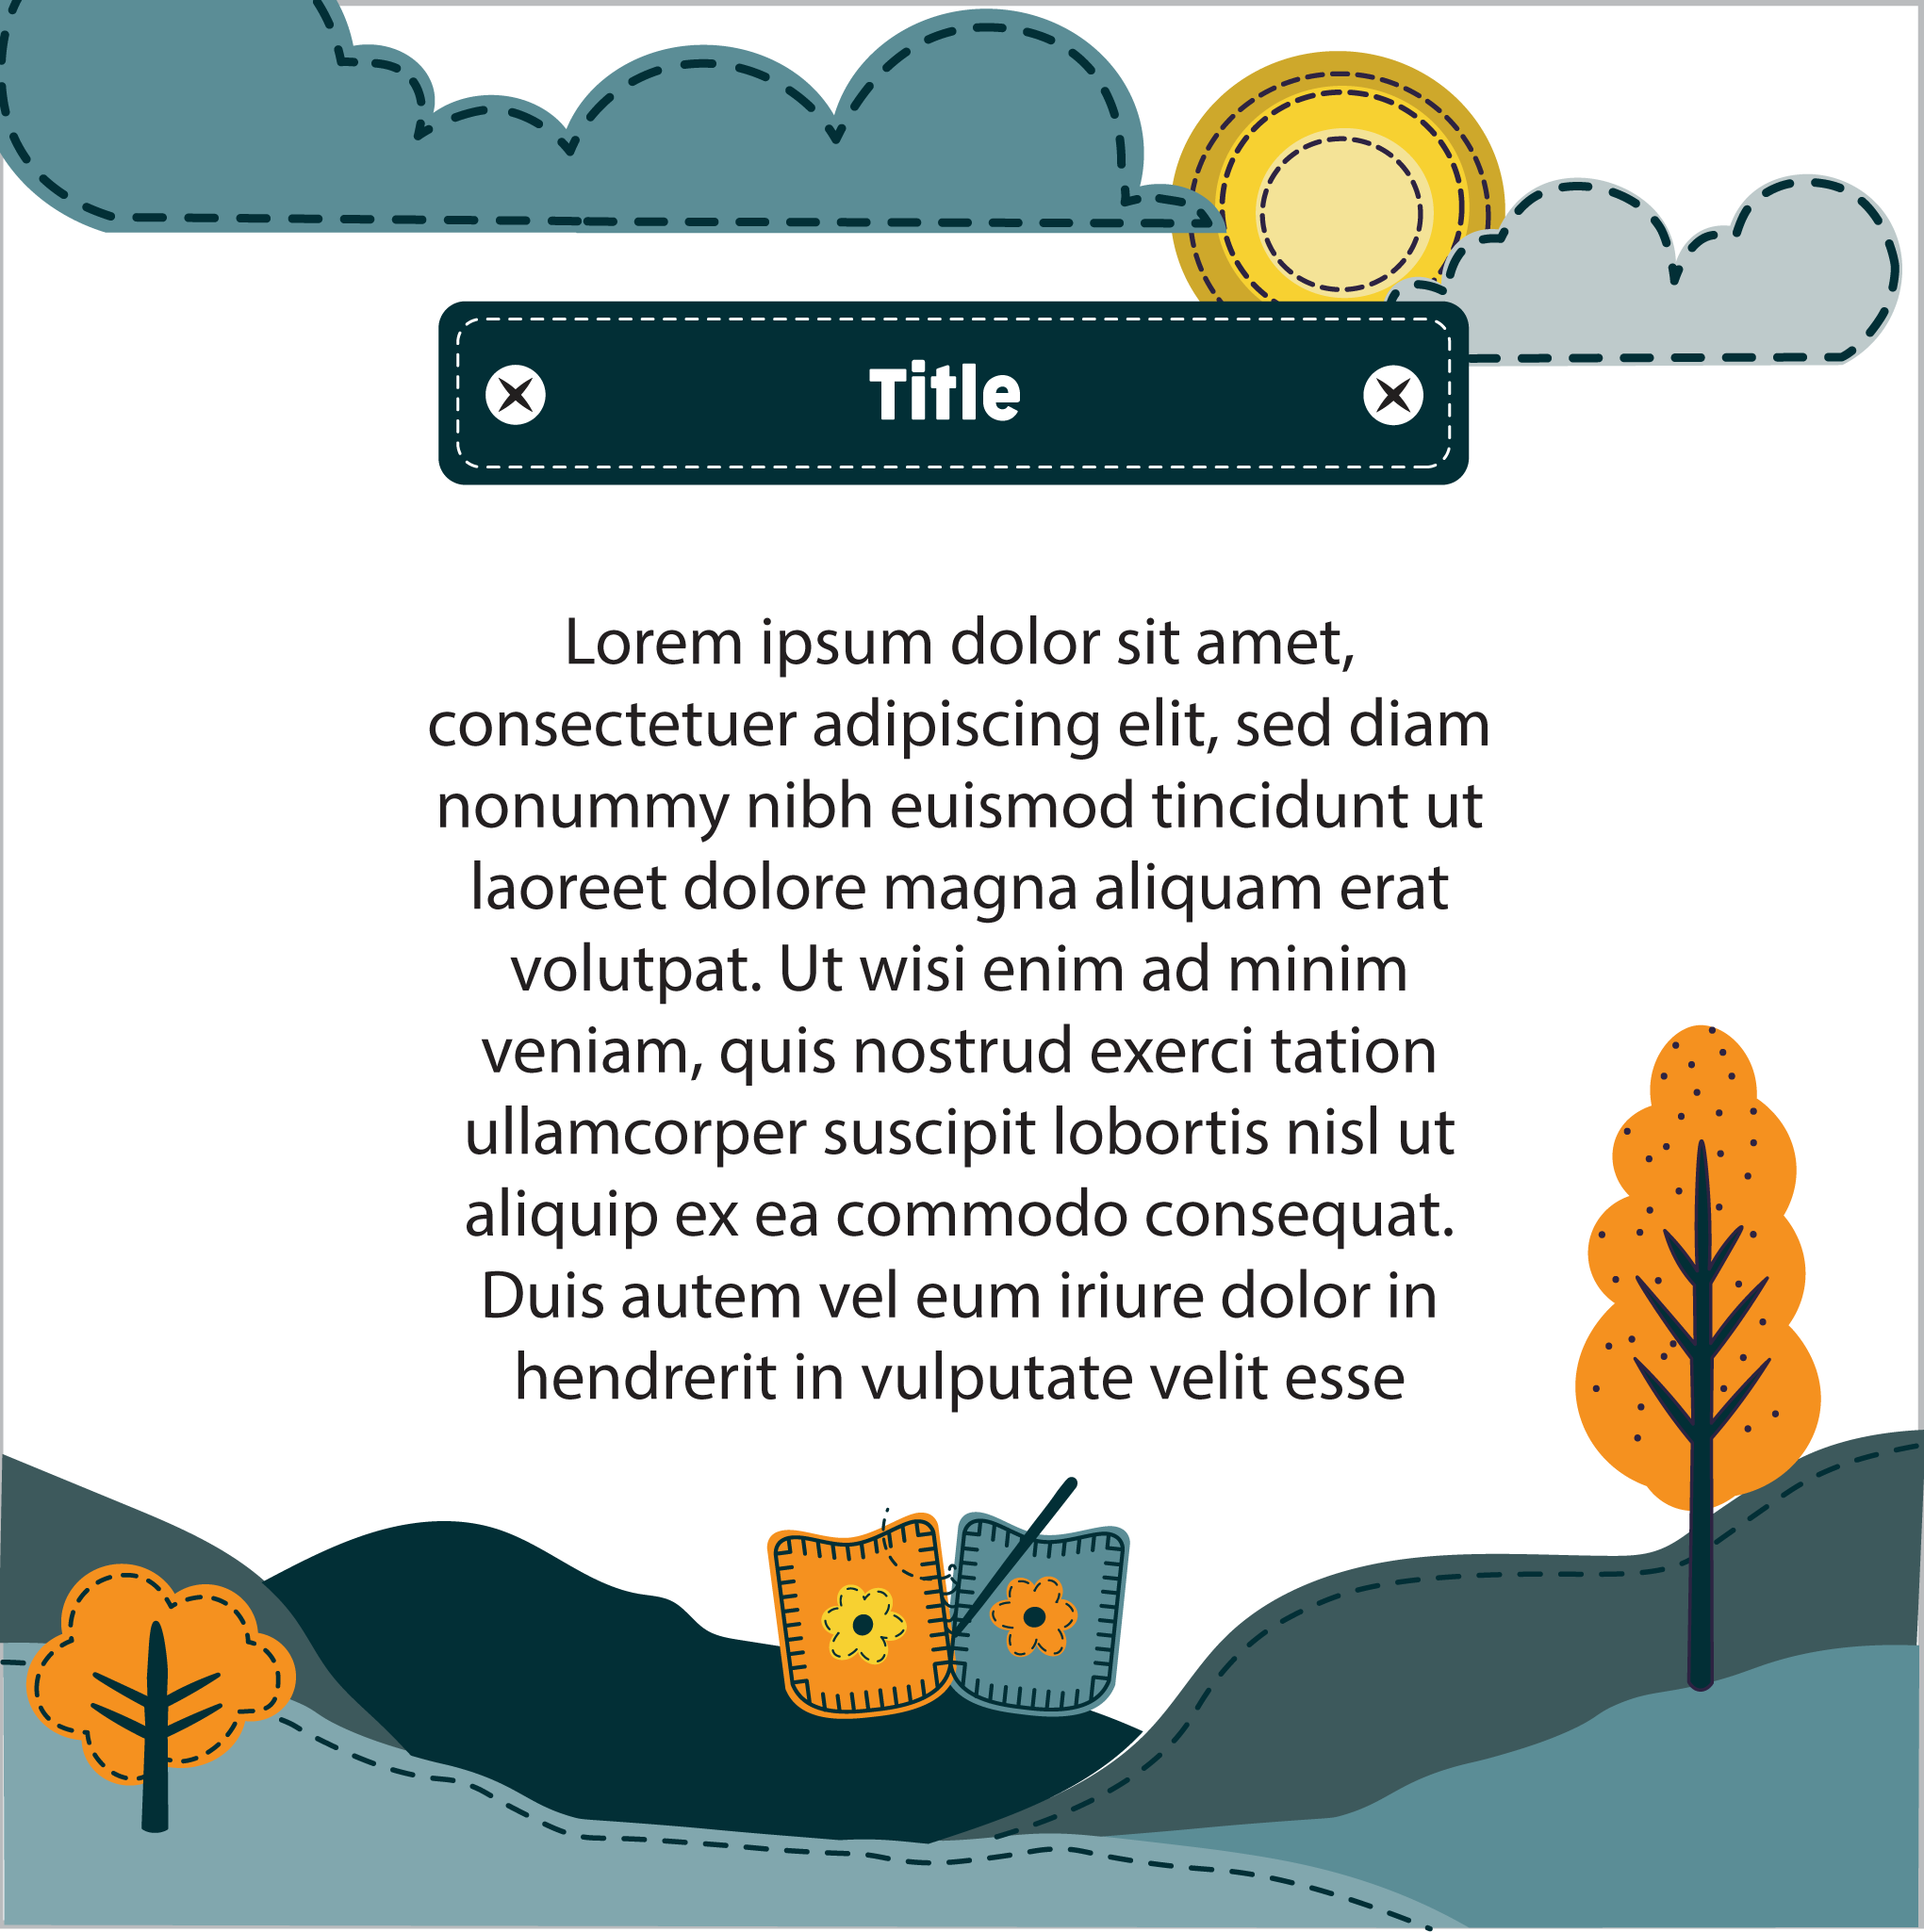 Title
Lorem ipsum dolor sit amet,
consectetuer adipiscing elit, sed diam
nonummy nibh euismod tincidunt ut
laoreet dolore magna aliquam erat
volutpat. Ut wisi enim ad minim
veniam, quis nostrud exerci tation
ullamcorper suscipit lobortis nisl ut
aliquip ex ea commodo consequat.
Duis autem vel eum iriure dolor in
hendrerit in vulputate velit esse